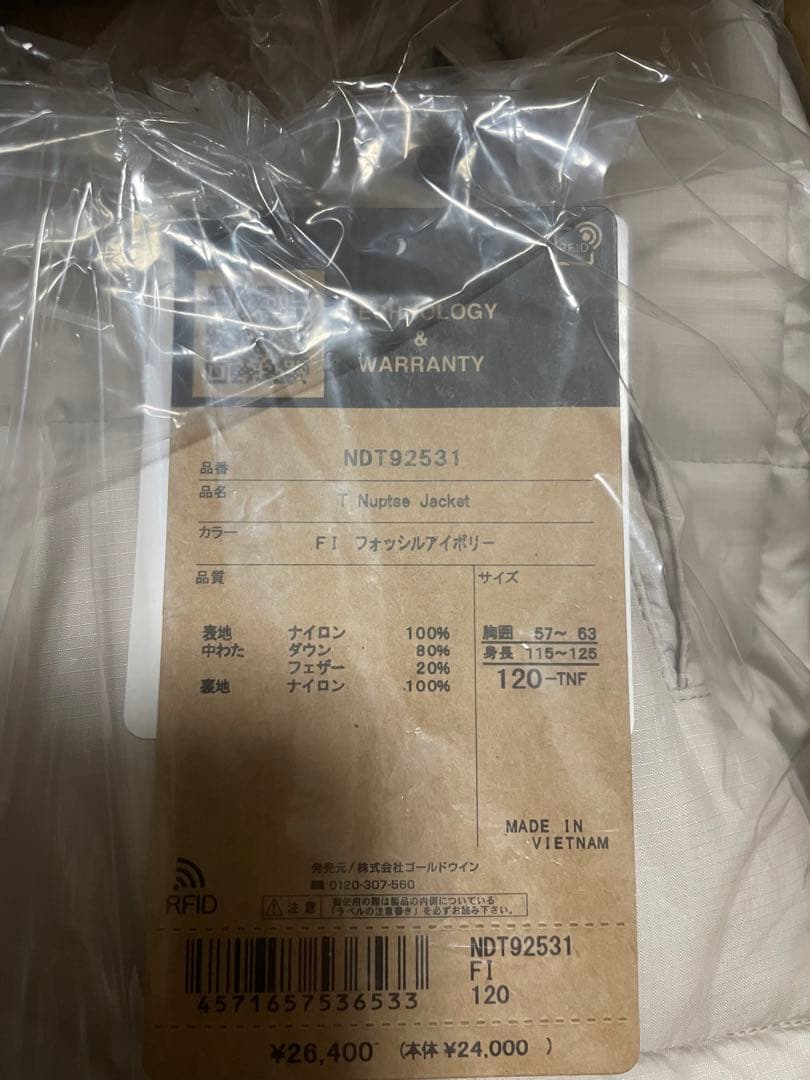 RFID
TECHNOLOGY
&
WARRANTY
品番 NDT92531
品名 T Nuptse Jacket
カラー FI フォッシルアイボリー
品質 サイズ
表地 ナイロン 100% 胸囲 57～ 63
中わた ダウン 80% 身長 115～125
フェザー 20% 120-TNF
裏地 ナイロン 100%
MADE IN
VIETNAM
発売元/株式会社ゴールドウイン
0120-307-560
RFID
注意 御使用の際は製品の内側についている
「ラベルの注意書き」を必ずお読み下さい。
NDT92531
FI
120
4571657536533
¥26,400 (本体 ¥24,000 )